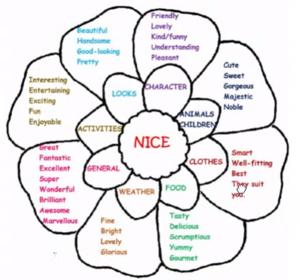 Friendly
Lovely
Kind/funny
Understanding
Pleasant
CHARACTER
Cute
Sweet
Gorgeous
Majestic
Noble
ANIMALS
CHILDREN
Smart
Well-fitting
Best
They suit
you.
CLOTHES
Tasty
Delicious
Scrumptious
Yummy
Gourmet
FOOD
Fine
Bright
Lovely
Glorious
WEATHER
Great
Fantastic
Excellent
Super
Wonderful
Brilliant
Awesome
Marvellous
GENERAL
Interesting
Entertaining
Exciting
Fun
Enjoyable
ACTIVITIES
Beautiful
Handsome
Good-looking
Pretty
LOOKS
NICE